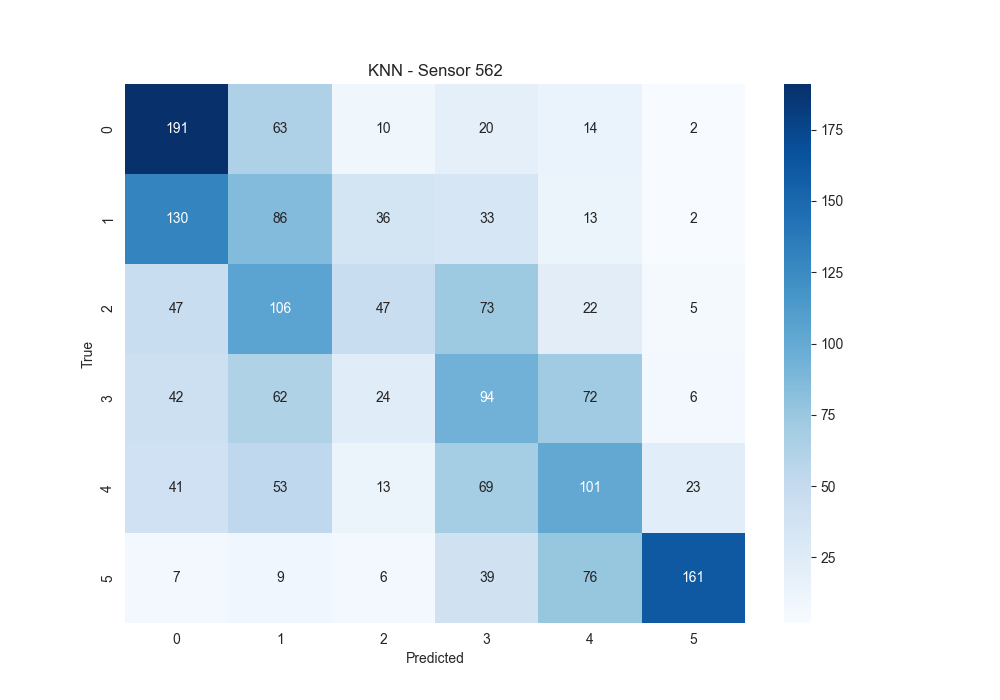 KNN - Sensor 562
0 191 63 10 20 14 2
1 130 86 36 33 13 2
2 47 106 47 73 22 5
3 42 62 24 94 72 6
4 41 53 13 69 101 23
5 7 9 6 39 76 161
0 1 2 3 4 5
Predicted
True
175
150
125
100
75
50
25